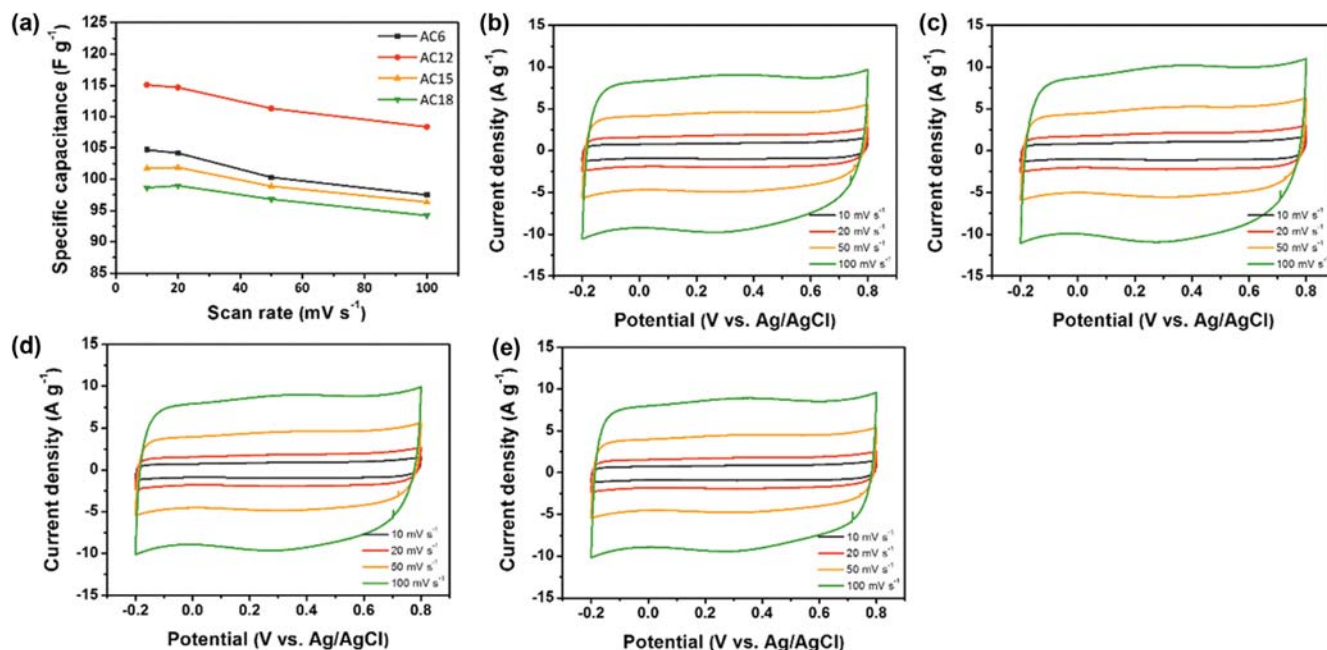 (a)
Specific capacitance (F g⁻¹)
125
120
115
110
105
100
95
90
85
AC6
AC12
AC15
AC18
0 20 40 60 80 100
Scan rate (mV s⁻¹)
(b)
Current density (A g⁻¹)
15
10
5
0
-5
-10
-15
10 mV s⁻¹
20 mV s⁻¹
50 mV s⁻¹
100 mV s⁻¹
-0.2 0.0 0.2 0.4 0.6 0.8
Potential (V vs. Ag/AgCl)
(c)
Current density (A g⁻¹)
15
10
5
0
-5
-10
-15
10 mV s⁻¹
20 mV s⁻¹
50 mV s⁻¹
100 mV s⁻¹
-0.2 0.0 0.2 0.4 0.6 0.8
Potential (V vs. Ag/AgCl)
(d)
Current density (A g⁻¹)
15
10
5
0
-5
-10
-15
10 mV s⁻¹
20 mV s⁻¹
50 mV s⁻¹
100 mV s⁻¹
-0.2 0.0 0.2 0.4 0.6 0.8
Potential (V vs. Ag/AgCl)
(e)
Current density (A g⁻¹)
15
10
5
0
-5
-10
-15
10 mV s⁻¹
20 mV s⁻¹
50 mV s⁻¹
100 mV s⁻¹
-0.2 0.0 0.2 0.4 0.6 0.8
Potential (V vs. Ag/AgCl)